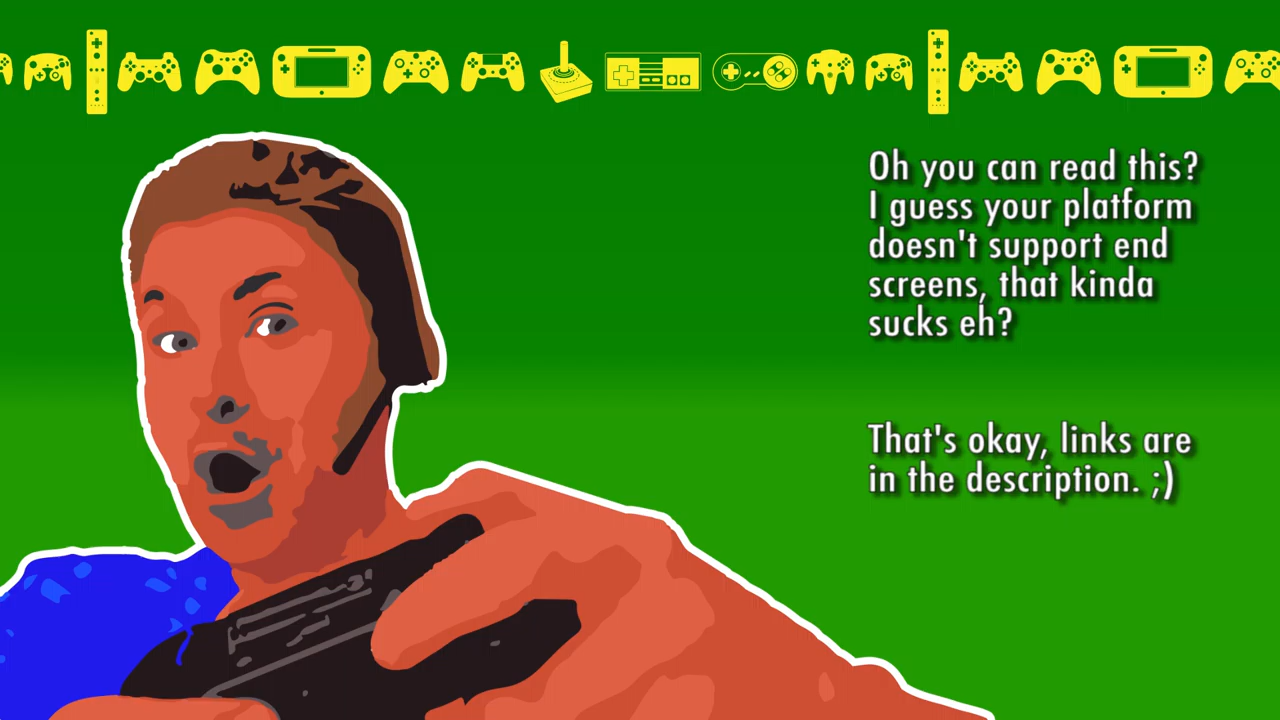 Oh you can read this?
I guess your platform
doesn't support end
screens, that kinda
sucks eh?
That's okay, links are
in the description. ;)